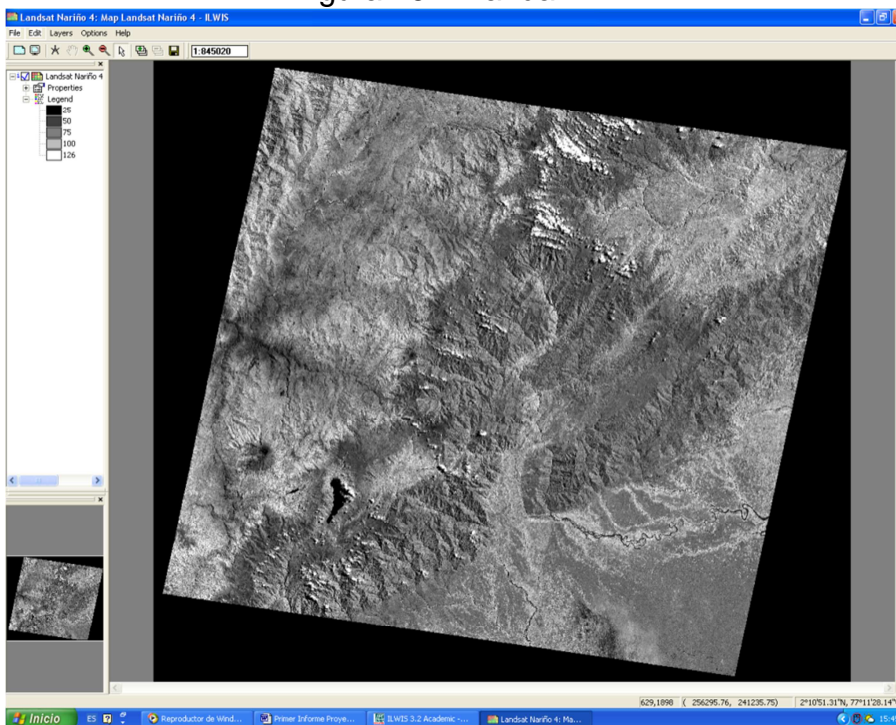 Landsat Nariño 4: Map Landsat Nariño 4 - ILWIS
File Edit Layers Options Help
1:845020
Landsat Nariño 4
Properties
Legend
25
50
75
100
126
629,1898 ( 256295.76, 241235.75) 2°10'51.31"N, 77°11'28.14"
Inicio ES Reproductor de Wind... Primer Informe Proye... ILWIS 3.2 Academic -... Landsat Nariño 4: Ma...